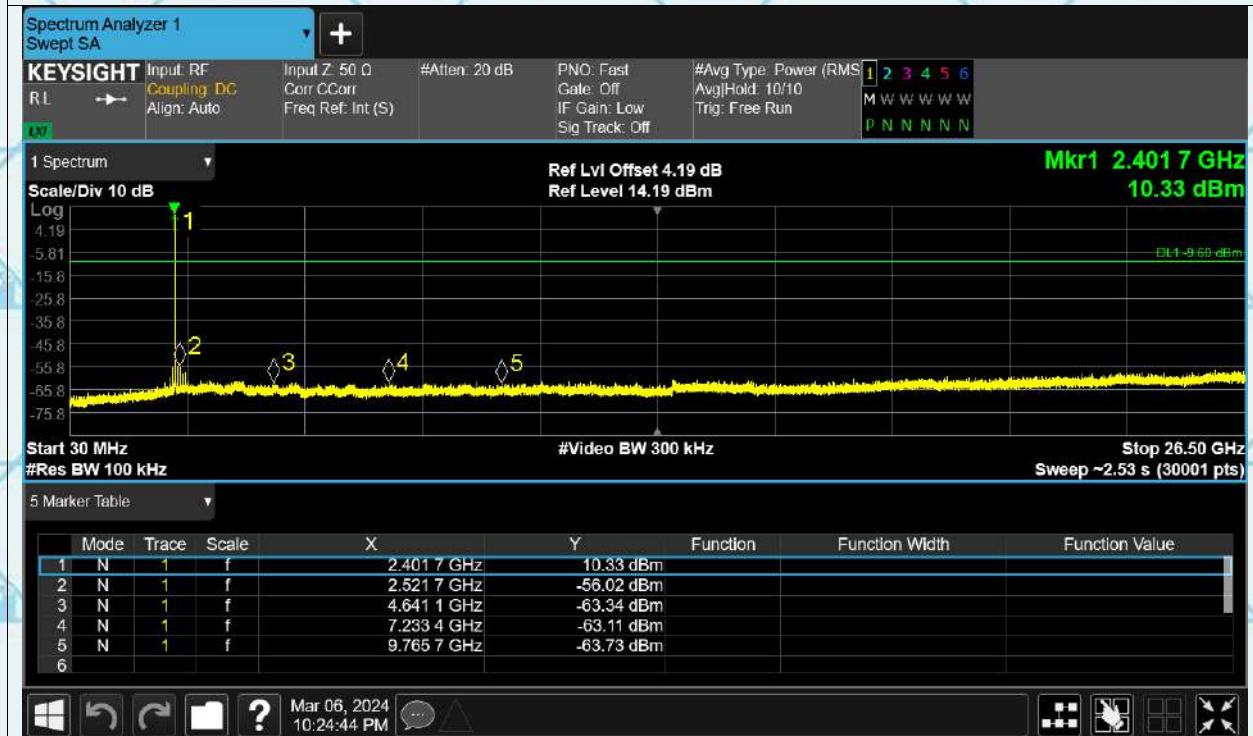 Spectrum Analyzer 1
Swept SA
+
KEYSIGHT Input: RF Input Z: 50 Ω #Atten: 20 dB PNO: Fast #Avg Type: Power (RMS 1 2 3 4 5 6
RL Coupling: DC Corr CCorr Gate: Off Avg|Hold: 10/10 M W W W W W
Align: Auto Freq Ref: Int (S) IF Gain: Low Trig: Free Run
LXI Sig Track: Off P N N N N N
1 Spectrum Ref Lvl Offset 4.19 dB Mkr1 2.401 7 GHz
Scale/Div 10 dB Ref Level 14.19 dBm 10.33 dBm
Log
1
4.19
-5.81 DL1 -9.60 dBm
-15.8
-25.8
-35.8
-45.8 2
-55.8 3 4 5
-65.8
-75.8
Start 30 MHz #Video BW 300 kHz Stop 26.50 GHz
#Res BW 100 kHz Sweep ~2.53 s (30001 pts)
5 Marker Table
Mode Trace Scale X Y Function Function Width Function Value
1 N 1 f 2.401 7 GHz 10.33 dBm
2 N 1 f 2.521 7 GHz -56.02 dBm
3 N 1 f 4.641 1 GHz -63.34 dBm
4 N 1 f 7.233 4 GHz -63.11 dBm
5 N 1 f 9.765 7 GHz -63.73 dBm
6
? Mar 06, 2024
10:24:44 PM